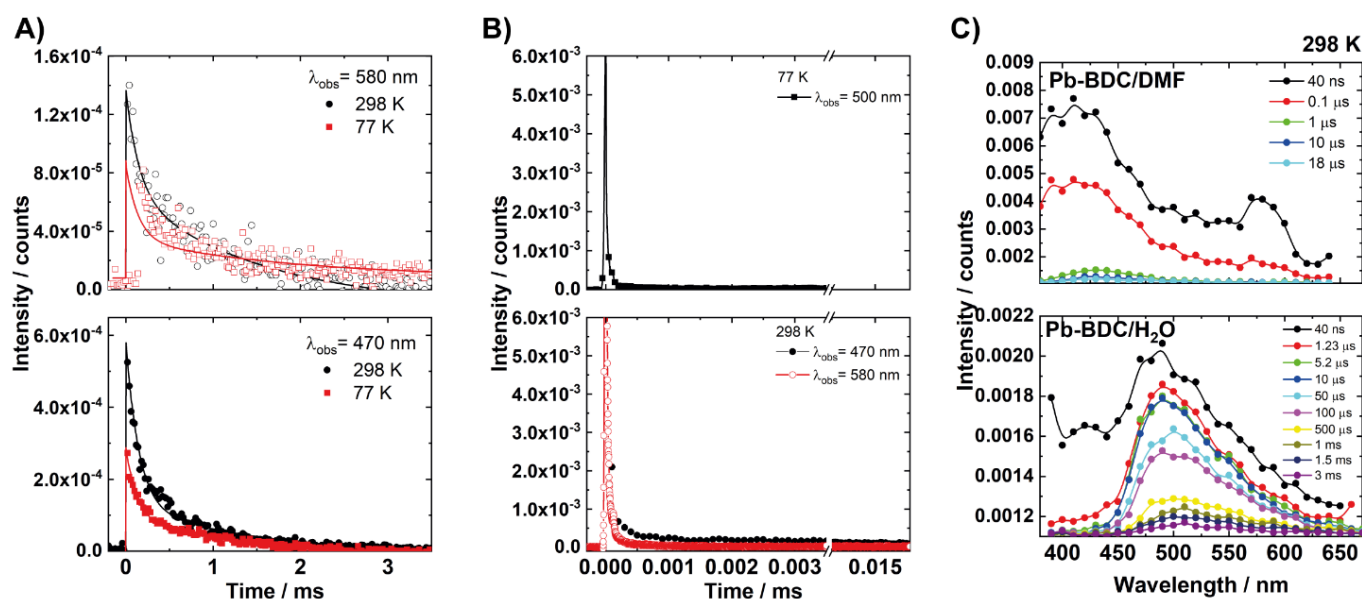 A)
λobs= 580 nm
298 K
77 K
1.6x10-4
1.2x10-4
8.0x10-5
4.0x10-5
0.0
λobs= 470 nm
298 K
77 K
6.0x10-4
4.0x10-4
2.0x10-4
0.0
Intensity / counts
0 1 2 3
Time / ms
B)
77 K
λobs= 500 nm
6.0x10-3
5.0x10-3
4.0x10-3
3.0x10-3
2.0x10-3
1.0x10-3
0.0
298 K
λobs= 470 nm
λobs= 580 nm
6.0x10-3
5.0x10-3
4.0x10-3
3.0x10-3
2.0x10-3
1.0x10-3
0.0
Intensity / counts
0.000 0.001 0.002 0.003 0.015
Time / ms
C)
298 K
Pb-BDC/DMF
40 ns
0.1 μs
1 μs
10 μs
18 μs
0.009
0.008
0.007
0.006
0.005
0.004
0.003
0.002
Pb-BDC/H2O
40 ns
1.23 μs
5.2 μs
10 μs
50 μs
100 μs
500 μs
1 ms
1.5 ms
3 ms
0.0022
0.0020
0.0018
0.0016
0.0014
0.0012
Intensity / counts
400 450 500 550 600 650
Wavelength / nm